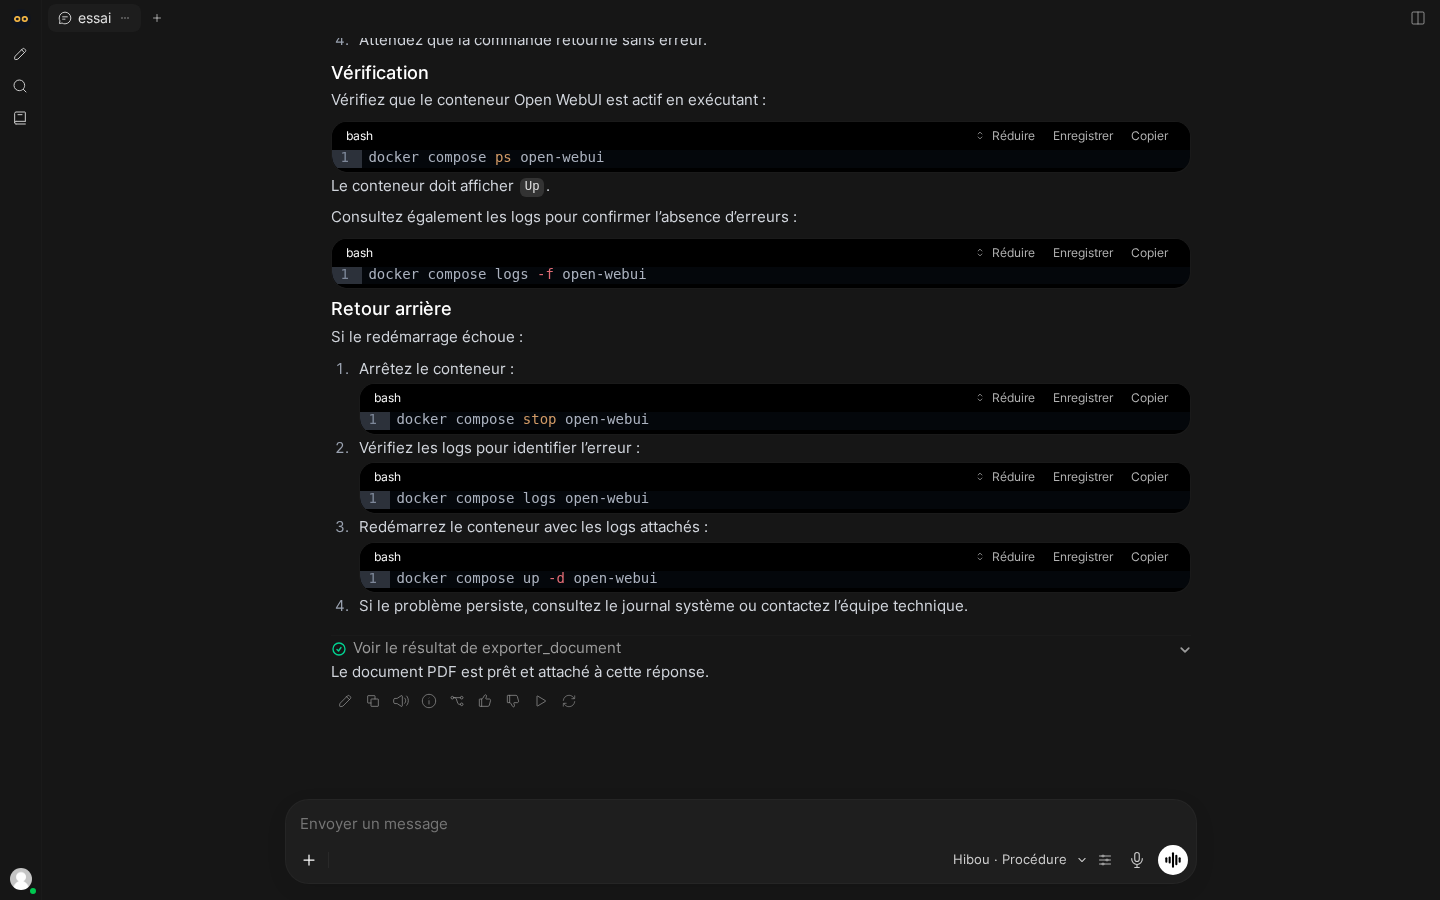 essai
4. Attendez que la commande retourne sans erreur.
Vérification
Vérifiez que le conteneur Open WebUI est actif en exécutant :
bash Réduire Enregistrer Copier
1 docker compose ps open-webui
Le conteneur doit afficher Up.
Consultez également les logs pour confirmer l’absence d’erreurs :
bash Réduire Enregistrer Copier
1 docker compose logs -f open-webui
Retour arrière
Si le redémarrage échoue :
1. Arrêtez le conteneur :
bash Réduire Enregistrer Copier
1 docker compose stop open-webui
2. Vérifiez les logs pour identifier l’erreur :
bash Réduire Enregistrer Copier
1 docker compose logs open-webui
3. Redémarrez le conteneur avec les logs attachés :
bash Réduire Enregistrer Copier
1 docker compose up -d open-webui
4. Si le problème persiste, consultez le journal système ou contactez l’équipe technique.
Voir le résultat de exporter_document
Le document PDF est prêt et attaché à cette réponse.
Envoyer un message
Hibou · Procédure